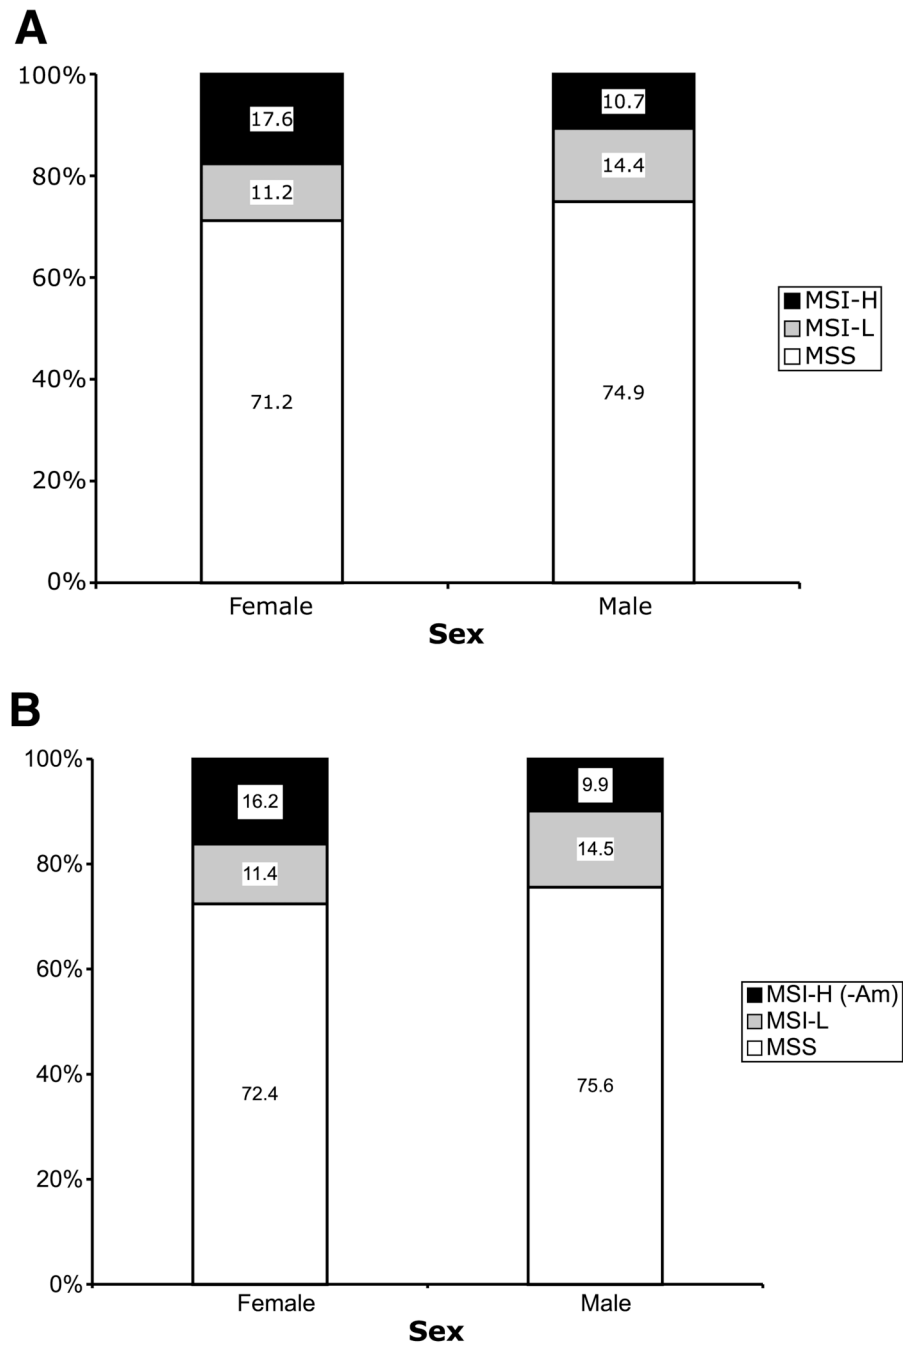 A
100%
80%
60%
40%
20%
0%
17.6
11.2
71.2
10.7
14.4
74.9
MSI-H
MSI-L
MSS
Female
Male
Sex
B
100%
80%
60%
40%
20%
0%
16.2
11.4
72.4
9.9
14.5
75.6
MSI-H (-Am)
MSI-L
MSS
Female
Male
Sex